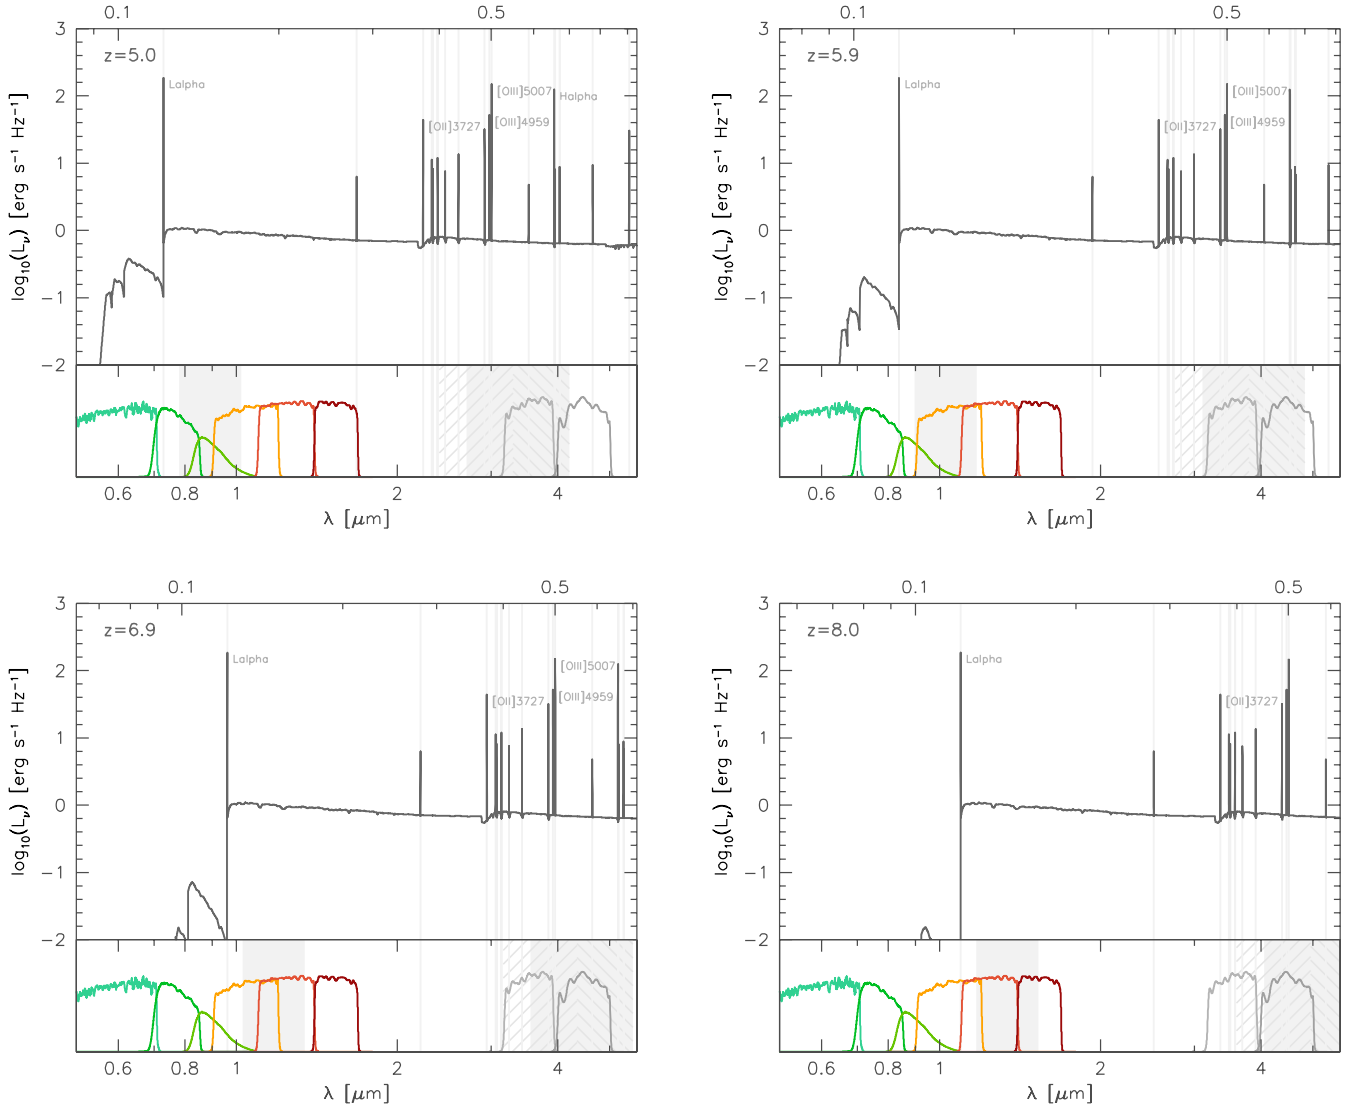 0.1 0.5
3
z=5.0
Lalpha
[OIII]5007
Halpha
[OII]3727
[OIII]4959
2
1
0
−1
−2
log₁₀(Lν) [erg s⁻¹ Hz⁻¹]
0.6 0.8 1 2 4
λ [μm]
0.1 0.5
3
z=5.9
Lalpha
[OIII]5007
[OII]3727
[OIII]4959
2
1
0
−1
−2
log₁₀(Lν) [erg s⁻¹ Hz⁻¹]
0.6 0.8 1 2 4
λ [μm]
0.1 0.5
3
z=6.9
Lalpha
[OIII]5007
[OII]3727
[OIII]4959
2
1
0
−1
−2
log₁₀(Lν) [erg s⁻¹ Hz⁻¹]
0.6 0.8 1 2 4
λ [μm]
0.1 0.5
3
z=8.0
Lalpha
[OII]3727
2
1
0
−1
−2
log₁₀(Lν) [erg s⁻¹ Hz⁻¹]
0.6 0.8 1 2 4
λ [μm]